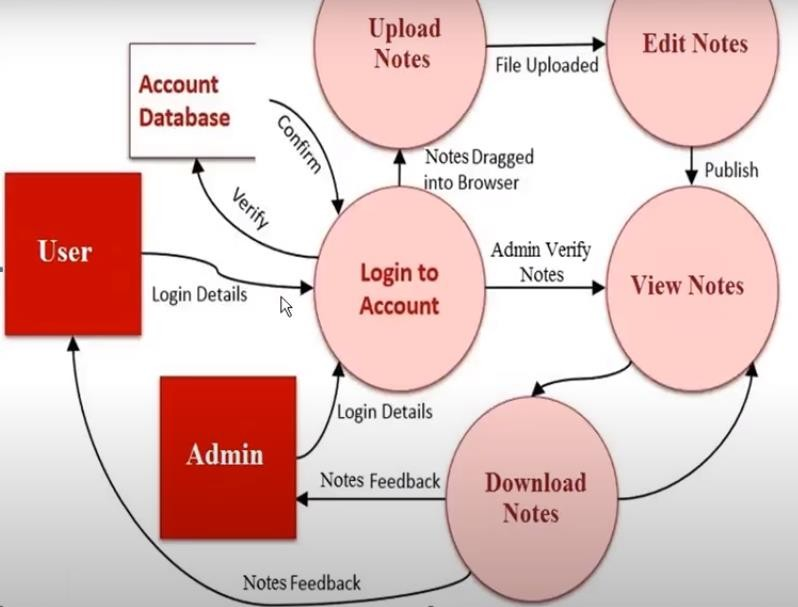 Upload
Notes
File Uploaded
Edit Notes
Account
Database
Confirm
Verify
Notes Dragged
into Browser
Publish
User
Login Details
Login to
Account
Admin Verify
Notes
View Notes
Login Details
Admin
Notes Feedback
Download
Notes
Notes Feedback